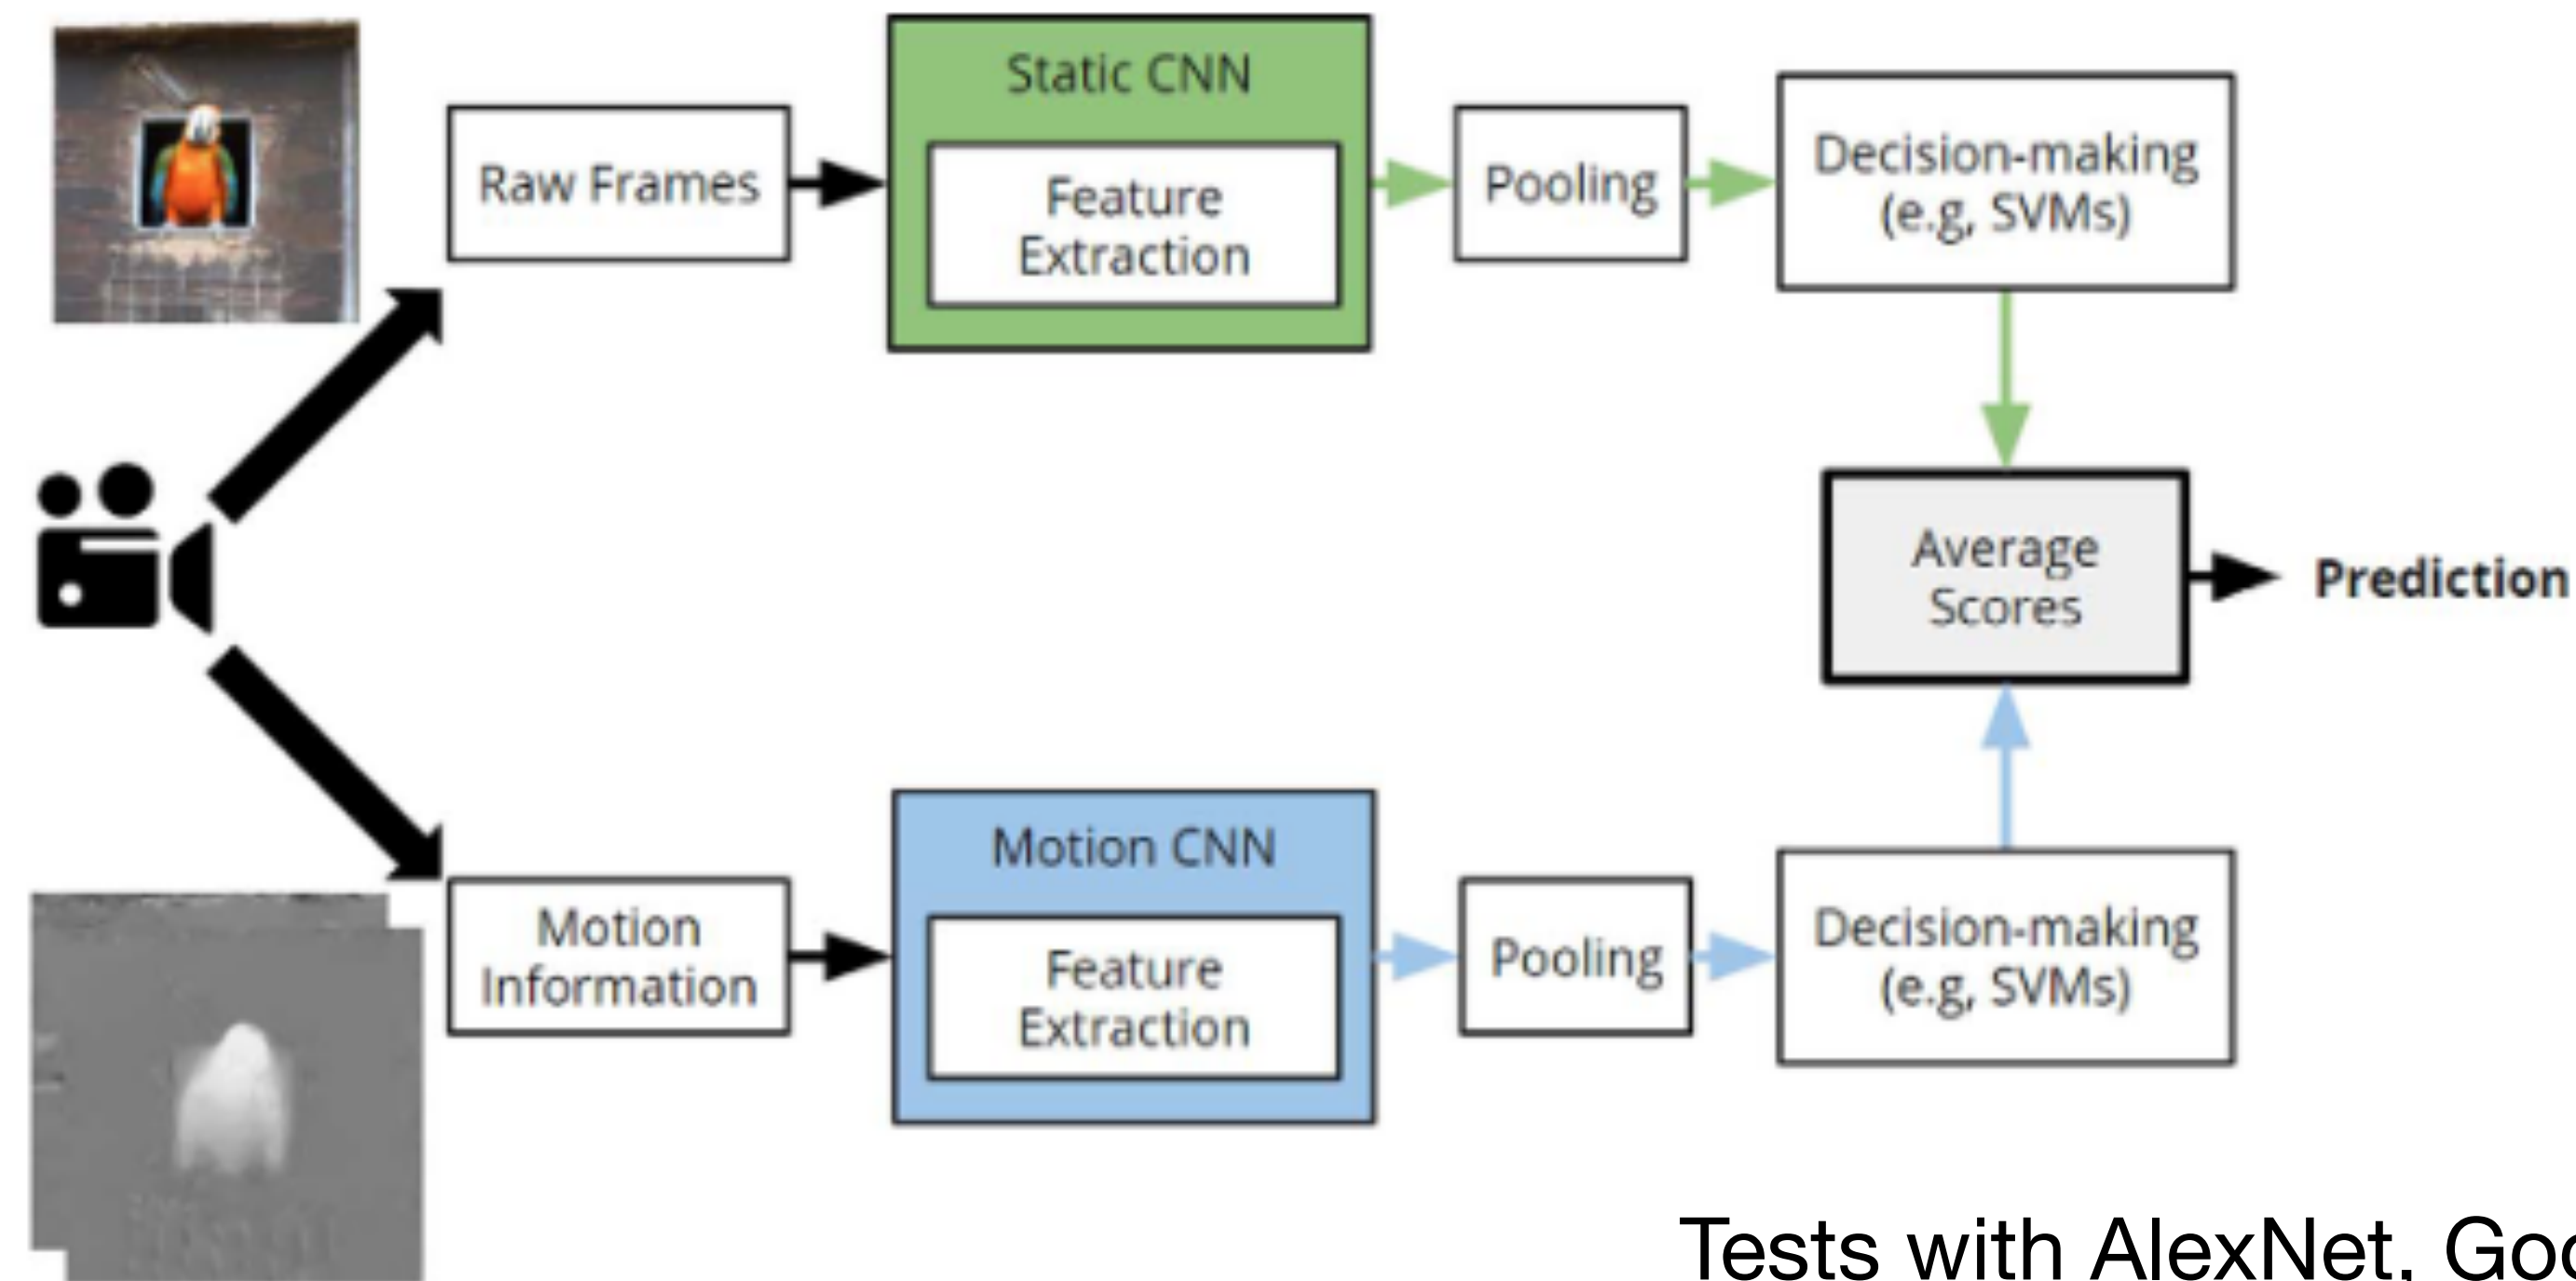 Static CNN
Raw Frames
Feature
Extraction
Pooling
Decision-making
(e.g, SVMs)
Average
Scores
Prediction
Motion CNN
Motion
Information
Feature
Extraction
Pooling
Decision-making
(e.g, SVMs)
Tests with AlexNet,